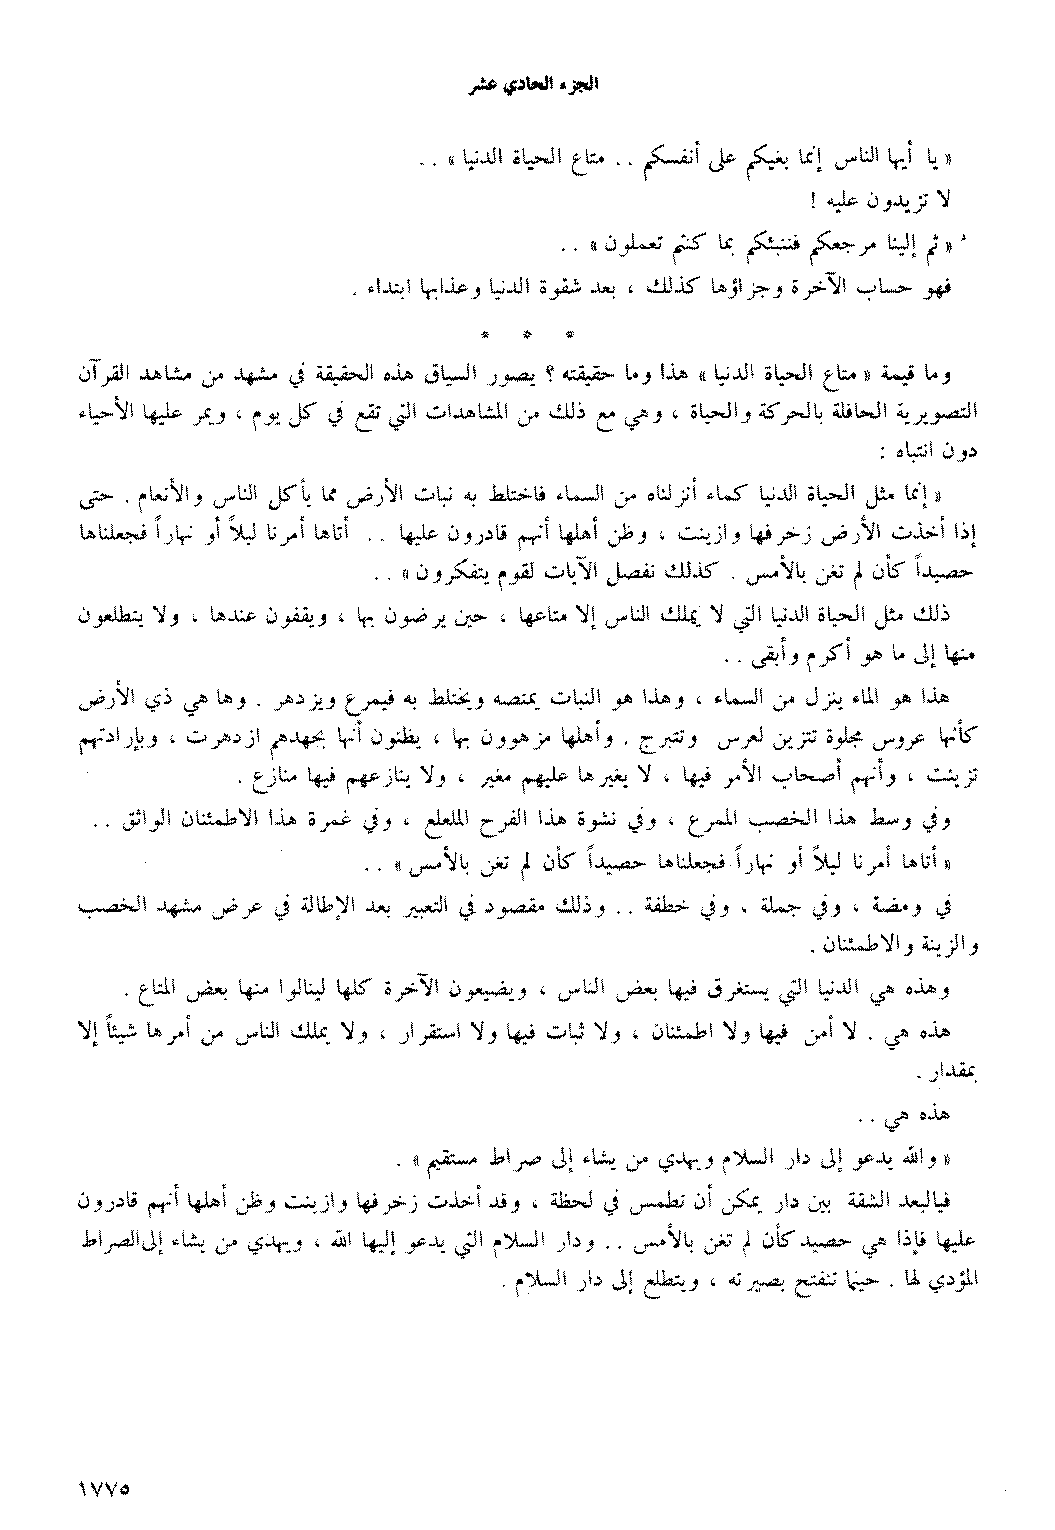 الجزء الحادي عشر
« يا أيها الناس إنما بغيكم على أنفسكم .. متاع الحياة الدنيا » ..
لا تزيدون عليه !
« ثم إلينا مرجعكم فننبئكم بما كنتم تعملون » ..
فهو حساب الآخرة وجزاؤها كذلك ، بعد شقوة الدنيا وعذابها ابتداء .
* * *
وما قيمة « متاع الحياة الدنيا » هذا وما حقيقته ؟ يصور السياق هذه الحقيقة في مشهد من مشاهد القرآن
التصويرية الحافلة بالحركة والحياة ، وهي مع ذلك من المشاهدات التي تقع في كل يوم ، ويمر عليها الأحياء
دون انتباه :
« إنما مثل الحياة الدنيا كماء أنزلناه من السماء فاختلط به نبات الأرض مما يأكل الناس والأنعام . حتى
إذا أخذت الأرض زخرفها وازينت ، وظن أهلها أنهم قادرون عليها .. أتاها أمرنا ليلاً أو نهاراً فجعلناها
حصيداً كأن لم تغن بالأمس . كذلك نفصل الآيات لقوم يتفكرون » ..
ذلك مثل الحياة الدنيا التي لا يملك الناس إلا متاعها ، حين يرضون بها ، ويقفون عندها ، ولا يتطلعون
منها إلى ما هو أكرم وأبقى ..
هذا هو الماء ينزل من السماء ، وهذا هو النبات يمتصه ويختلط به فيمرع ويزدهر . وها هي ذي الأرض
كأنها عروس مجلوة تتزين لعرس وتتبرج . وأهلها مزهوون بها ، يظنون أنها بجهدهم ازدهرت ، وبإرادتهم
تزينت ، وأنهم أصحاب الأمر فيها ، لا يغيرها عليهم مغير ، ولا ينازعهم فيها منازع .
وفي وسط هذا الخصب الممرع ، وفي نشوة هذا الفرح الملعلع ، وفي غمرة هذا الاطمئنان الواثق ..
« أتاها أمرنا ليلاً أو نهاراً فجعلناها حصيداً كأن لم تغن بالأمس » ..
في ومضة ، وفي جملة ، وفي خطفة .. وذلك مقصود في التعبير بعد الإطالة في عرض مشهد الخصب
والزينة والاطمئنان .
وهذه هي الدنيا التي يستغرق فيها بعض الناس ، ويضيعون الآخرة كلها لينالوا منها بعض المتاع .
هذه هي . لا أمن فيها ولا اطمئنان ، ولا ثبات فيها ولا استقرار ، ولا يملك الناس من أمرها شيئاً إلا
بمقدار .
هذه هي ..
« والله يدعو إلى دار السلام ويهدي من يشاء إلى صراط مستقيم » .
فيالبعد الشقة بين دار يمكن أن تطمس في لحظة ، وقد أخذت زخرفها وازينت وظن أهلها أنهم قادرون
عليها فإذا هي حصيد كأن لم تغن بالأمس .. ودار السلام التي يدعو إليها الله ، ويهدي من يشاء إلى الصراط
المؤدي لها . حينما تنفتح بصيرته ، ويتطلع إلى دار السلام .
١٧٧٥